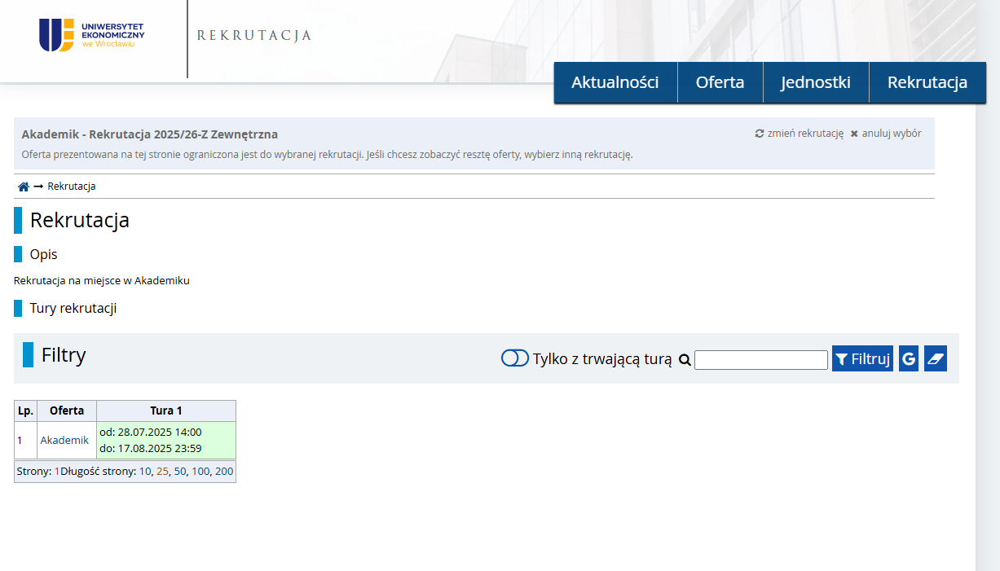 UNIWERSYTET
EKONOMICZNY
we Wrocławiu
REKRUTACJA
Aktualności Oferta Jednostki Rekrutacja
Akademik - Rekrutacja 2025/26-Z Zewnętrzna
zmień rekrutację anuluj wybór
Oferta prezentowana na tej stronie ograniczona jest do wybranej rekrutacji. Jeśli chcesz zobaczyć resztę oferty, wybierz inną rekrutację.
Rekrutacja
Rekrutacja
Opis
Rekrutacja na miejsce w Akademiku
Tury rekrutacji
Filtry
Tylko z trwającą turą Filtruj G
Lp. Oferta Tura 1
1 Akademik od: 28.07.2025 14:00
do: 17.08.2025 23:59
Strony: 1Długość strony: 10, 25, 50, 100, 200